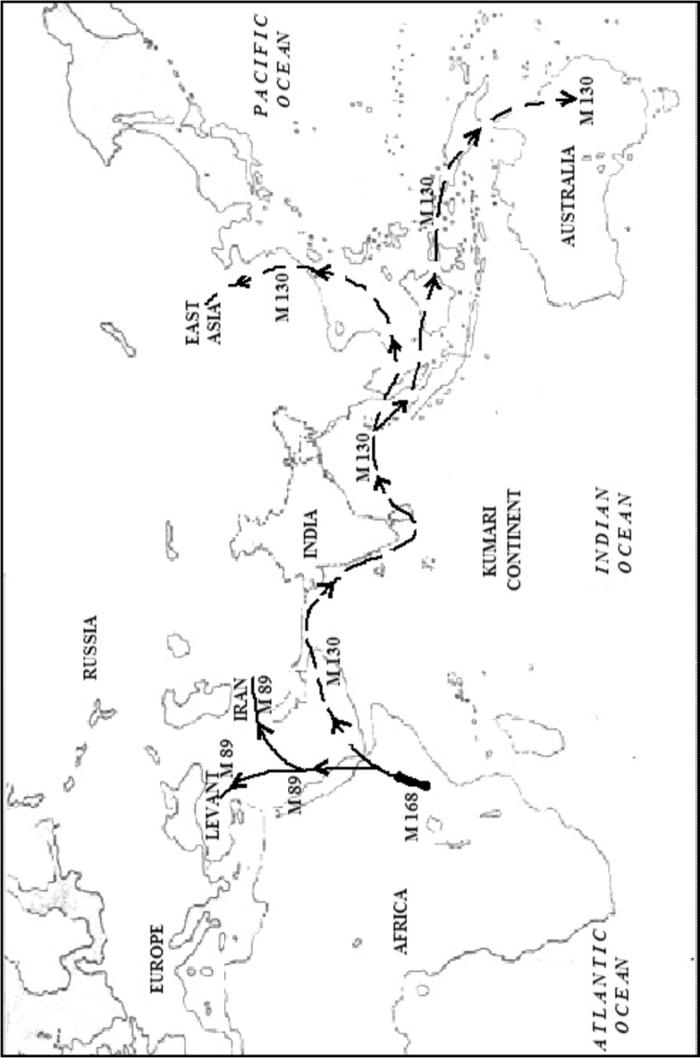 PACIFIC
OCEAN
M 130
AUSTRALIA
M 130
EAST
ASIA
M 130
M 130
INDIA
KUMARI
CONTINENT
INDIAN
OCEAN
RUSSIA
M 130
IRAN
M 89
M 89
LEVANT
M 89
M 168
EUROPE
AFRICA
ATLANTIC
OCEAN